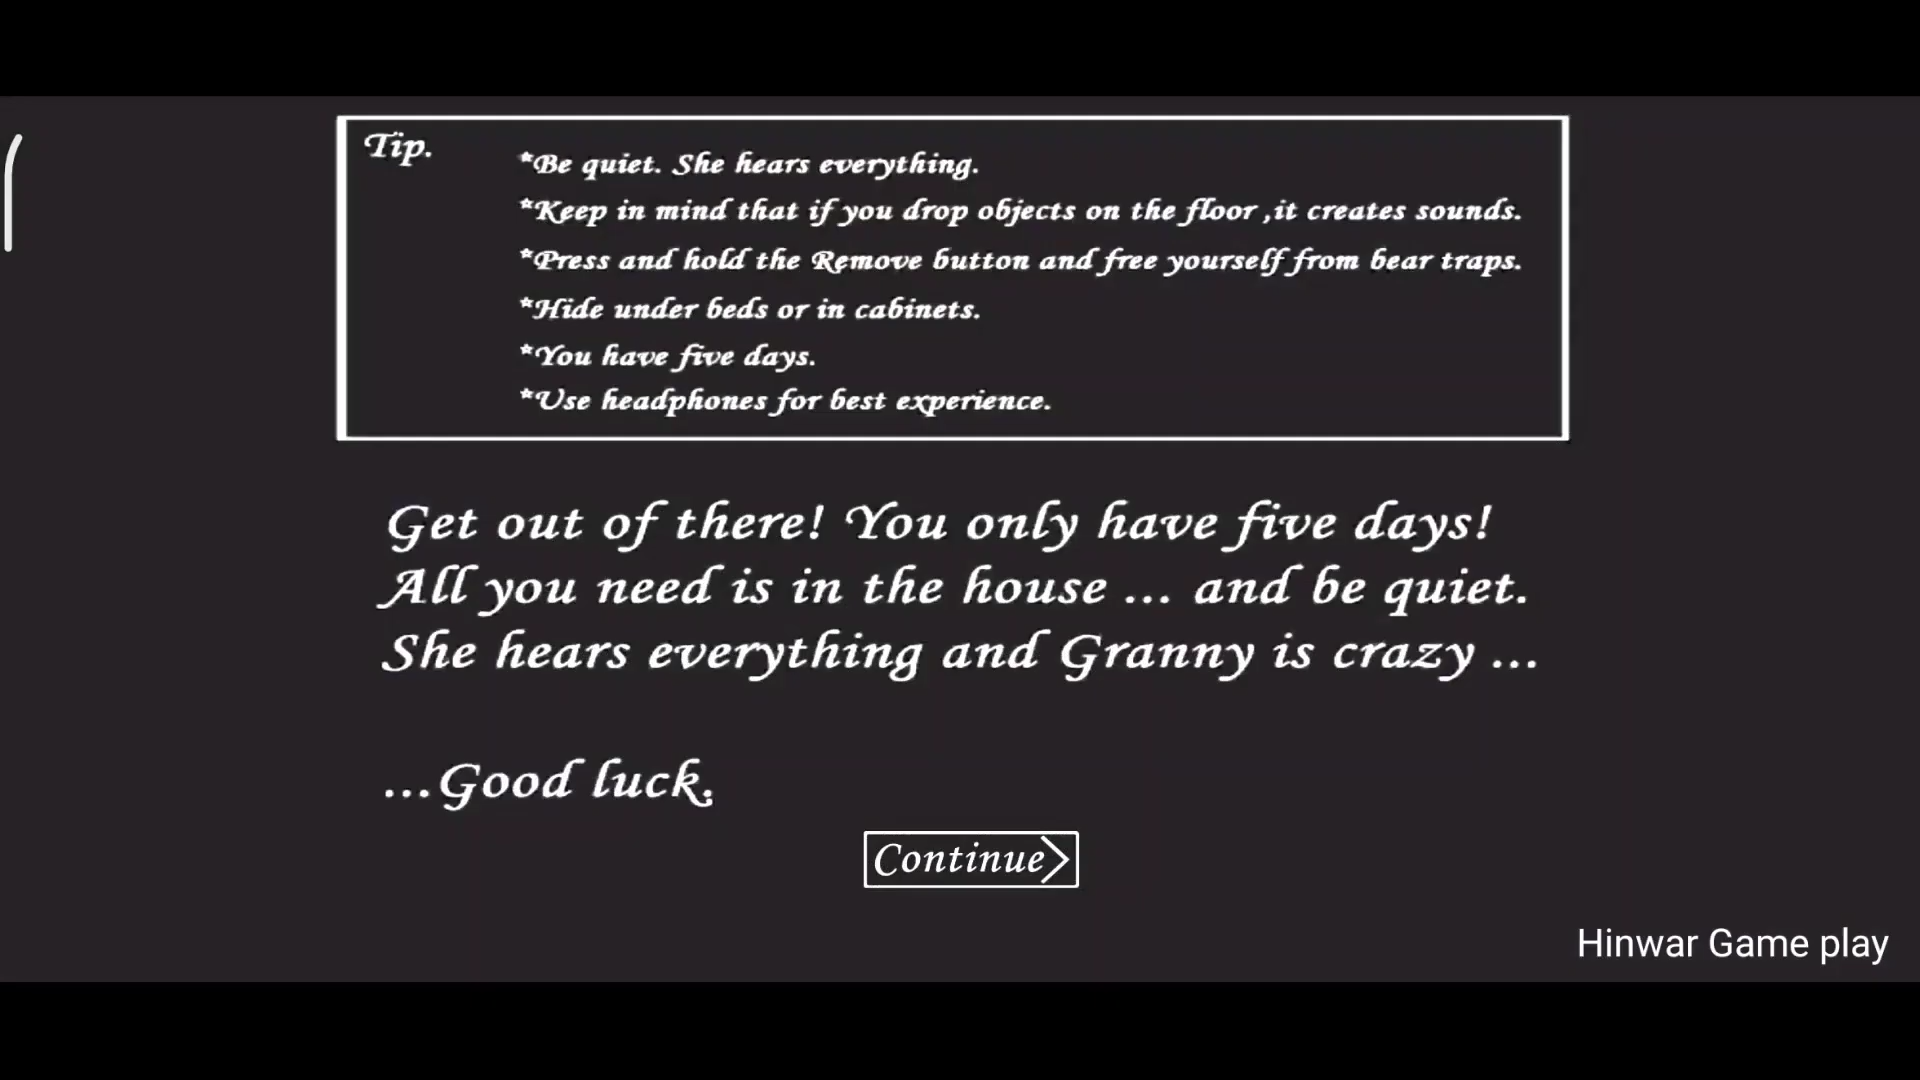 Tip.
*Be quiet. She hears everything.
*Keep in mind that if you drop objects on the floor ,it creates sounds.
*Press and hold the Remove button and free yourself from bear traps.
*Hide under beds or in cabinets.
*You have five days.
*Use headphones for best experience.
Get out of there! You only have five days!
All you need is in the house ... and be quiet.
She hears everything and Granny is crazy ...
...Good luck.
Continue
Hinwar Game play